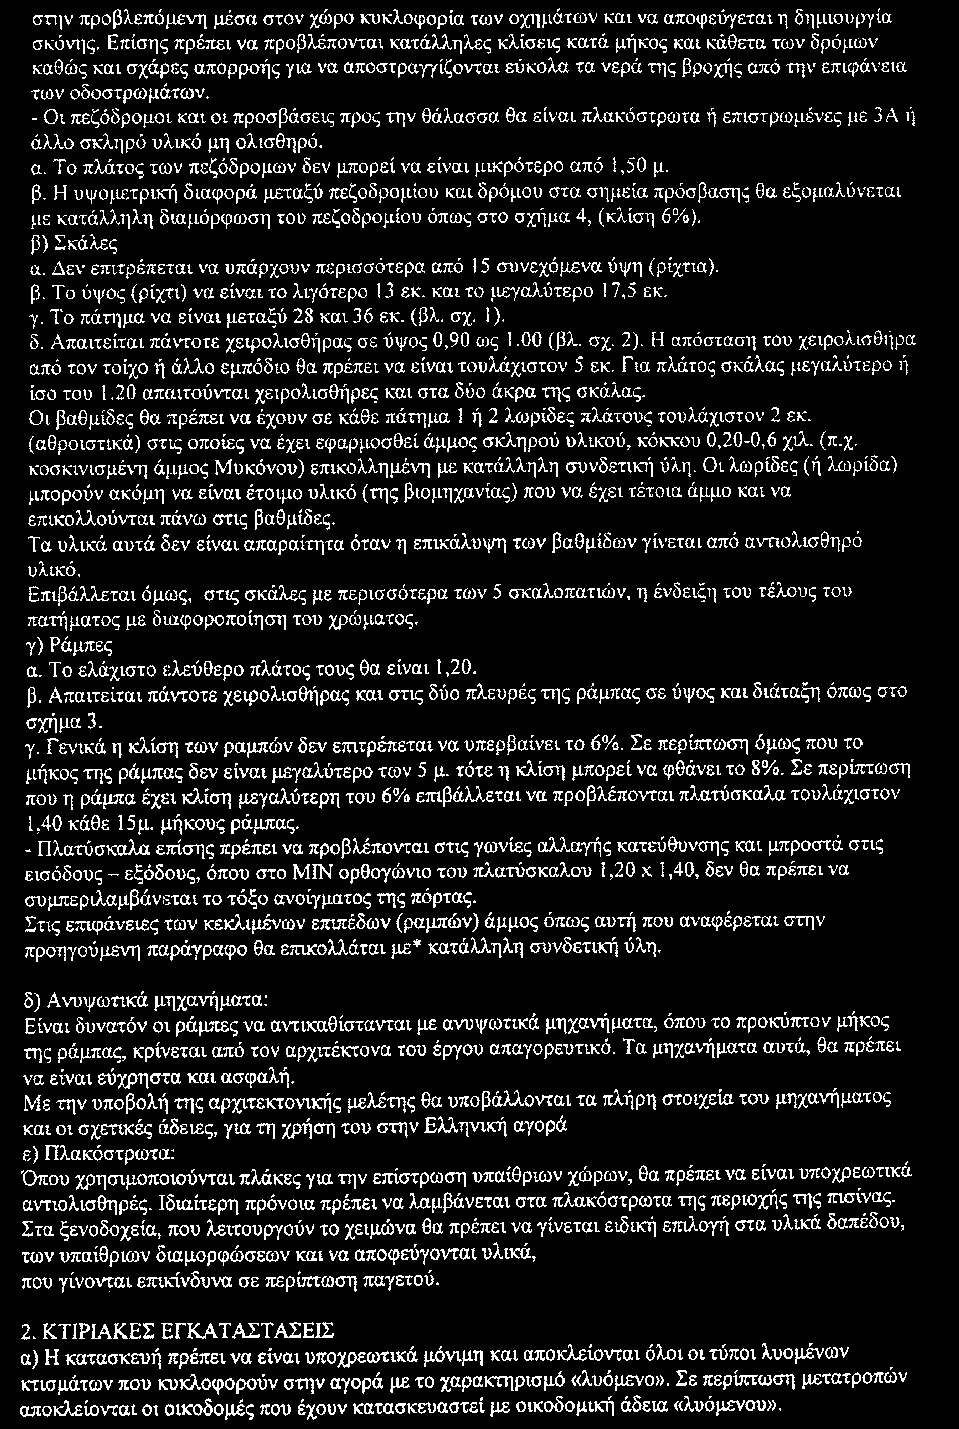 στην προβλεπόμενη μέσα στον χώρο κυκλοφορία των οχημάτων και να αποφεύγεται η δημιουργία
σκόνης. Επίσης πρέπει να προβλέπονται κατάλληλες κλίσεις κατά μήκος και κάθετα των δρόμων
καθώς και σχάρες απορροής για να αποστραγγίζονται εύκολα τα νερά της βροχής από την επιφάνεια
των οδοστρωμάτων.
- Οι πεζόδρομοι και οι προσβάσεις προς την θάλασσα θα είναι πλακόστρωτα ή επιστρωμένες με 3Α ή
άλλο σκληρό υλικό μη ολισθηρό.
α. Το πλάτος των πεζόδρομων δεν μπορεί να είναι μικρότερο από 1,50 μ.
β. Η υψομετρική διαφορά μεταξύ πεζοδρομίου και δρόμου στα σημεία πρόσβασης θα εξομαλύνεται
με κατάλληλη διαμόρφωση του πεζοδρομίου όπως στο σχήμα 4, (κλίση 6%).
β) Σκάλες
α. Δεν επιτρέπεται να υπάρχουν περισσότερα από 15 συνεχόμενα ύψη (ρίχτια).
β. Το ύψος (ρίχτι) να είναι το λιγότερο 13 εκ. και το μεγαλύτερο 17,5 εκ.
γ. Το πάτημα να είναι μεταξύ 28 και 36 εκ. (βλ. σχ. 1).
δ. Απαιτείται πάντοτε χειρολισθήρας σε ύψος 0,90 ως 1.00 (βλ. σχ. 2). Η απόσταση του χειρολισθήρα
από τον τοίχο ή άλλο εμπόδιο θα πρέπει να είναι τουλάχιστον 5 εκ. Για πλάτος σκάλας μεγαλύτερο ή
ίσο του 1.20 απαιτούνται χειρολισθήρες και στα δύο άκρα της σκάλας.
Οι βαθμίδες θα πρέπει να έχουν σε κάθε πάτημα 1 ή 2 λωρίδες πλάτους τουλάχιστον 2 εκ.
(αθροιστικά) στις οποίες να έχει εφαρμοσθεί άμμος σκληρού υλικού, κόκκου 0,20-0,6 χιλ. (π.χ.
κοσκινισμένη άμμος Μυκόνου) επικολλημένη με κατάλληλη συνδετική ύλη. Οι λωρίδες (ή λωρίδα)
μπορούν ακόμη να είναι έτοιμο υλικό (της βιομηχανίας) που να έχει τέτοια άμμο και να
επικολλούνται πάνω στις βαθμίδες.
Τα υλικά αυτά δεν είναι απαραίτητα όταν η επικάλυψη των βαθμίδων γίνεται από αντιολισθηρό
υλικό.
Επιβάλλεται όμως, στις σκάλες με περισσότερα των 5 σκαλοπατιών, η ένδειξη του τέλους του
πατήματος με διαφοροποίηση του χρώματος.
γ) Ράμπες
α. Το ελάχιστο ελεύθερο πλάτος τους θα είναι 1,20.
β. Απαιτείται πάντοτε χειρολισθήρας και στις δύο πλευρές της ράμπας σε ύψος και διάταξη όπως στο
σχήμα 3.
γ. Γενικά η κλίση των ραμπών δεν επιτρέπεται να υπερβαίνει το 6%. Σε περίπτωση όμως που το
μήκος της ράμπας δεν είναι μεγαλύτερο των 5 μ. τότε η κλίση μπορεί να φθάνει το 8%. Σε περίπτωση
που η ράμπα έχει κλίση μεγαλύτερη του 6% επιβάλλεται να προβλέπονται πλατύσκαλα τουλάχιστον
1,40 κάθε 15μ. μήκους ράμπας.
- Πλατύσκαλα επίσης πρέπει να προβλέπονται στις γωνίες αλλαγής κατεύθυνσης και μπροστά στις
εισόδους – εξόδους, όπου στο MIN ορθογώνιο του πλατύσκαλου 1,20 x 1,40, δεν θα πρέπει να
συμπεριλαμβάνεται το τόξο ανοίγματος της πόρτας.
Στις επιφάνειες των κεκλιμένων επιπέδων (ραμπών) άμμος όπως αυτή που αναφέρεται στην
προηγούμενη παράγραφο θα επικολλάται με* κατάλληλη συνδετική ύλη.
δ) Ανυψωτικά μηχανήματα:
Είναι δυνατόν οι ράμπες να αντικαθίστανται με ανυψωτικά μηχανήματα, όπου το προκύπτον μήκος
της ράμπας, κρίνεται από τον αρχιτέκτονα του έργου απαγορευτικό. Τα μηχανήματα αυτά, θα πρέπει
να είναι εύχρηστα και ασφαλή.
Με την υποβολή της αρχιτεκτονικής μελέτης θα υποβάλλονται τα πλήρη στοιχεία του μηχανήματος
και οι σχετικές άδειες, για τη χρήση του στην Ελληνική αγορά
ε) Πλακόστρωτα:
Όπου χρησιμοποιούνται πλάκες για την επίστρωση υπαίθριων χώρων, θα πρέπει να είναι υποχρεωτικά
αντιολισθηρές. Ιδιαίτερη πρόνοια πρέπει να λαμβάνεται στα πλακόστρωτα της περιοχής της πισίνας.
Στα ξενοδοχεία, που λειτουργούν το χειμώνα θα πρέπει να γίνεται ειδική επιλογή στα υλικά δαπέδου,
των υπαίθριων διαμορφώσεων και να αποφεύγονται υλικά,
που γίνονται επικίνδυνα σε περίπτωση παγετού.
2. ΚΤΙΡΙΑΚΕΣ ΕΓΚΑΤΑΣΤΑΣΕΙΣ
α) Η κατασκευή πρέπει να είναι υποχρεωτικά μόνιμη και αποκλείονται όλοι οι τύποι λυομένων
κτισμάτων που κυκλοφορούν στην αγορά με το χαρακτηρισμό «λυόμενο». Σε περίπτωση μετατροπών
αποκλείονται οι οικοδομές που έχουν κατασκευαστεί με οικοδομική άδεια «λυόμενου».